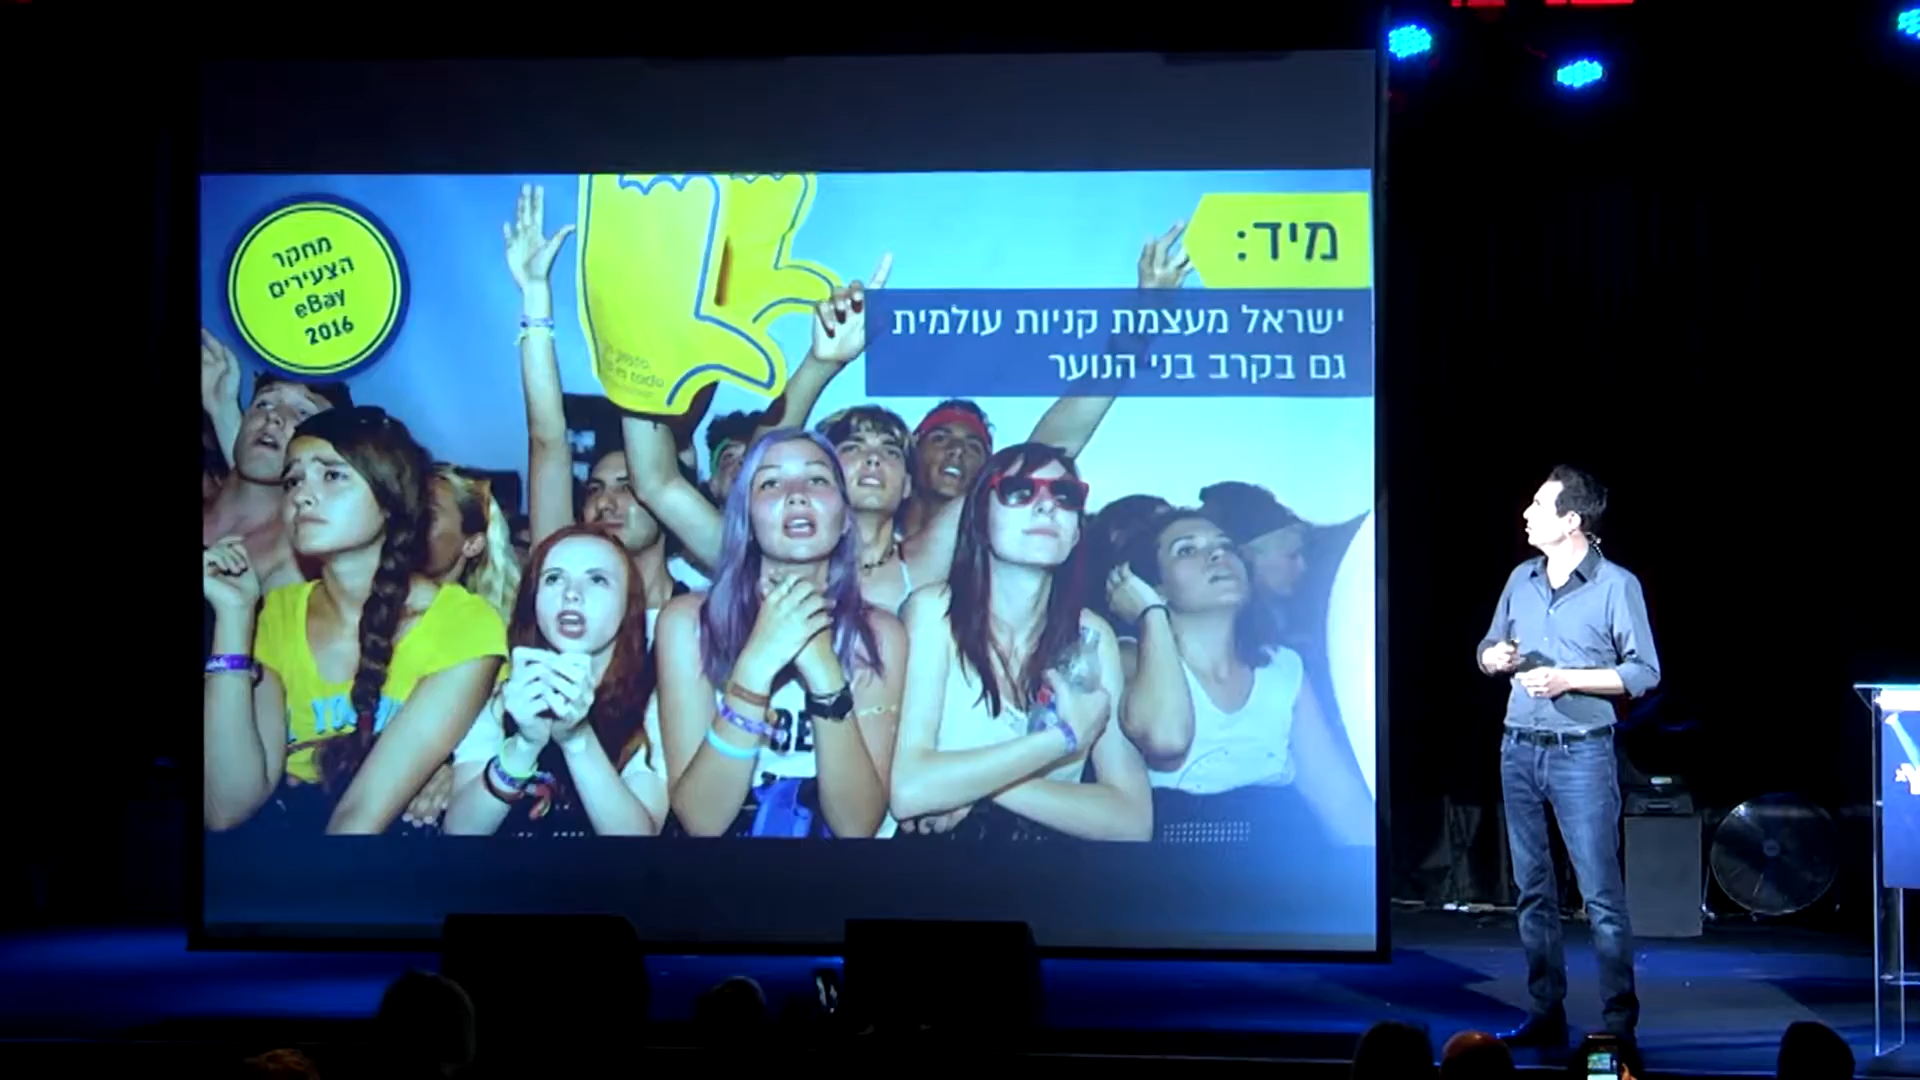 מיד:
ישראל מעצמת קניות עולמית
גם בקרב בני הנוער
מחקר
הצעירים
eBay
2016